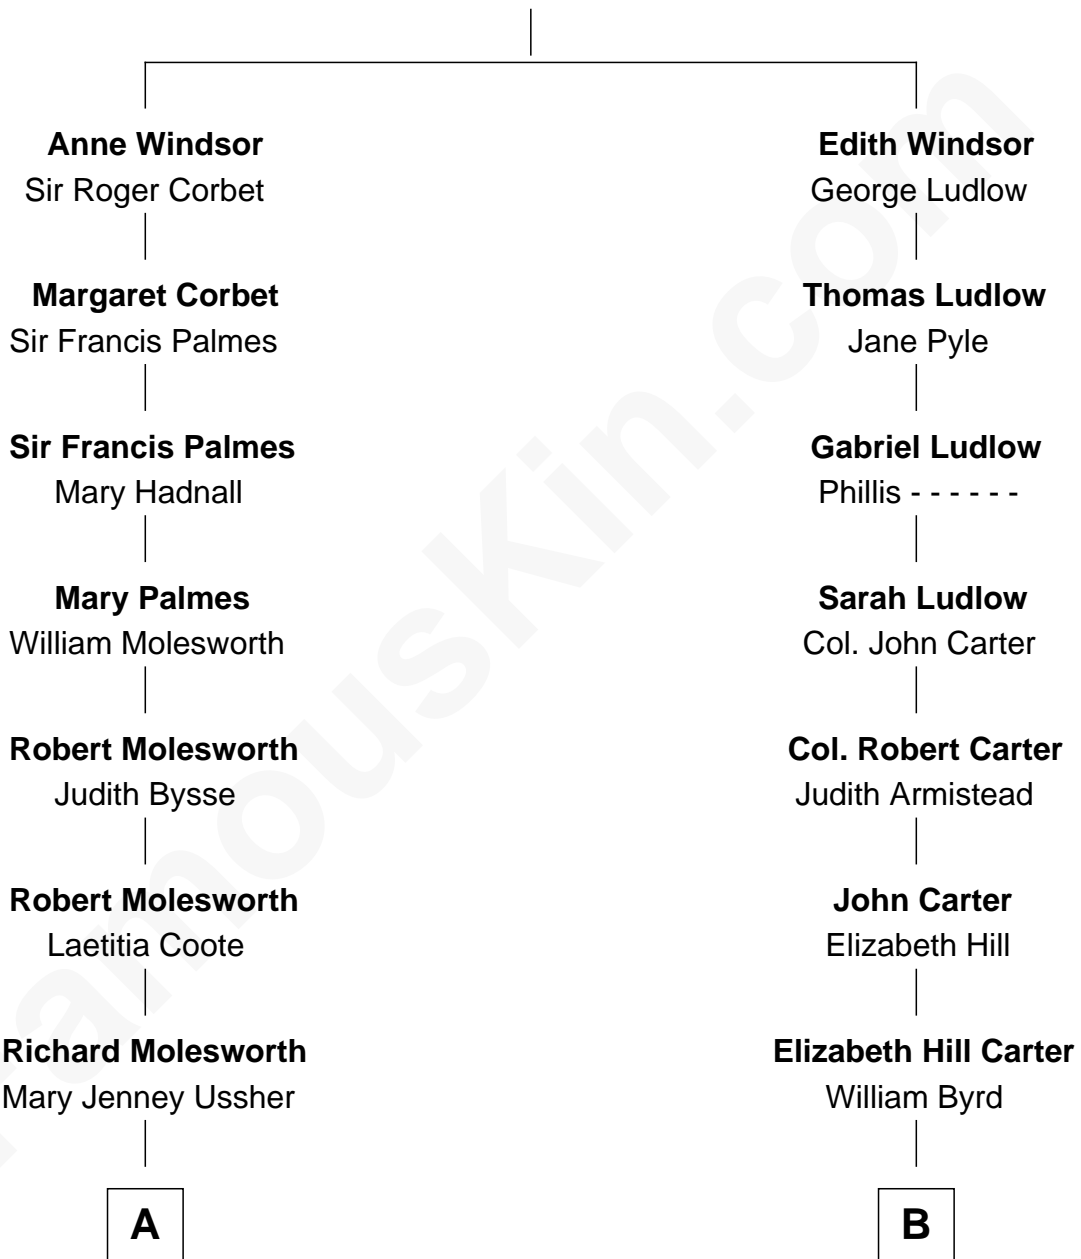 Anne Windsor
Sir Roger Corbet
Margaret Corbet
Sir Francis Palmes
Sir Francis Palmes
Mary Hadnall
Mary Palmes
William Molesworth
Robert Molesworth
Judith Bysse
Robert Molesworth
Laetitia Coote
Richard Molesworth
Mary Jenney Ussher
A
Edith Windsor
George Ludlow
Thomas Ludlow
Jane Pyle
Gabriel Ludlow
Phillis - - - - - -
Sarah Ludlow
Col. John Carter
Col. Robert Carter
Judith Armistead
John Carter
Elizabeth Hill
Elizabeth Hill Carter
William Byrd
B
famouskin.com